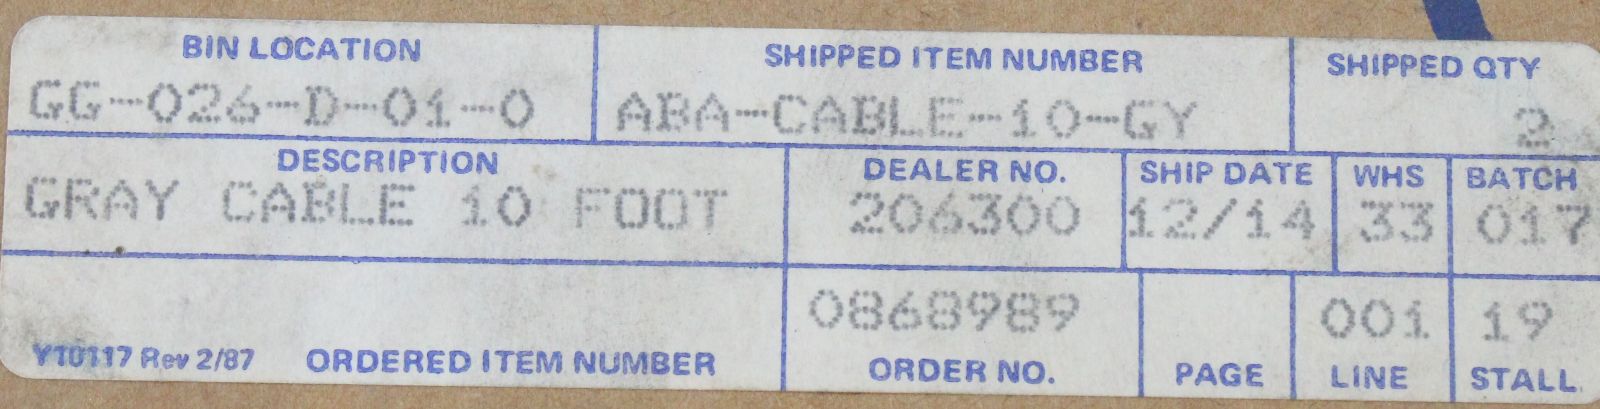 BIN LOCATION SHIPPED ITEM NUMBER SHIPPED QTY
GG-026-D-01-0 ABA-CABLE-10-GY 2
DESCRIPTION DEALER NO. SHIP DATE WHS BATCH
GRAY CABLE 10 FOOT 206300 12/14 33 017
0868989 001 19
Y10117 Rev 2/87 ORDERED ITEM NUMBER ORDER NO. PAGE LINE STALL